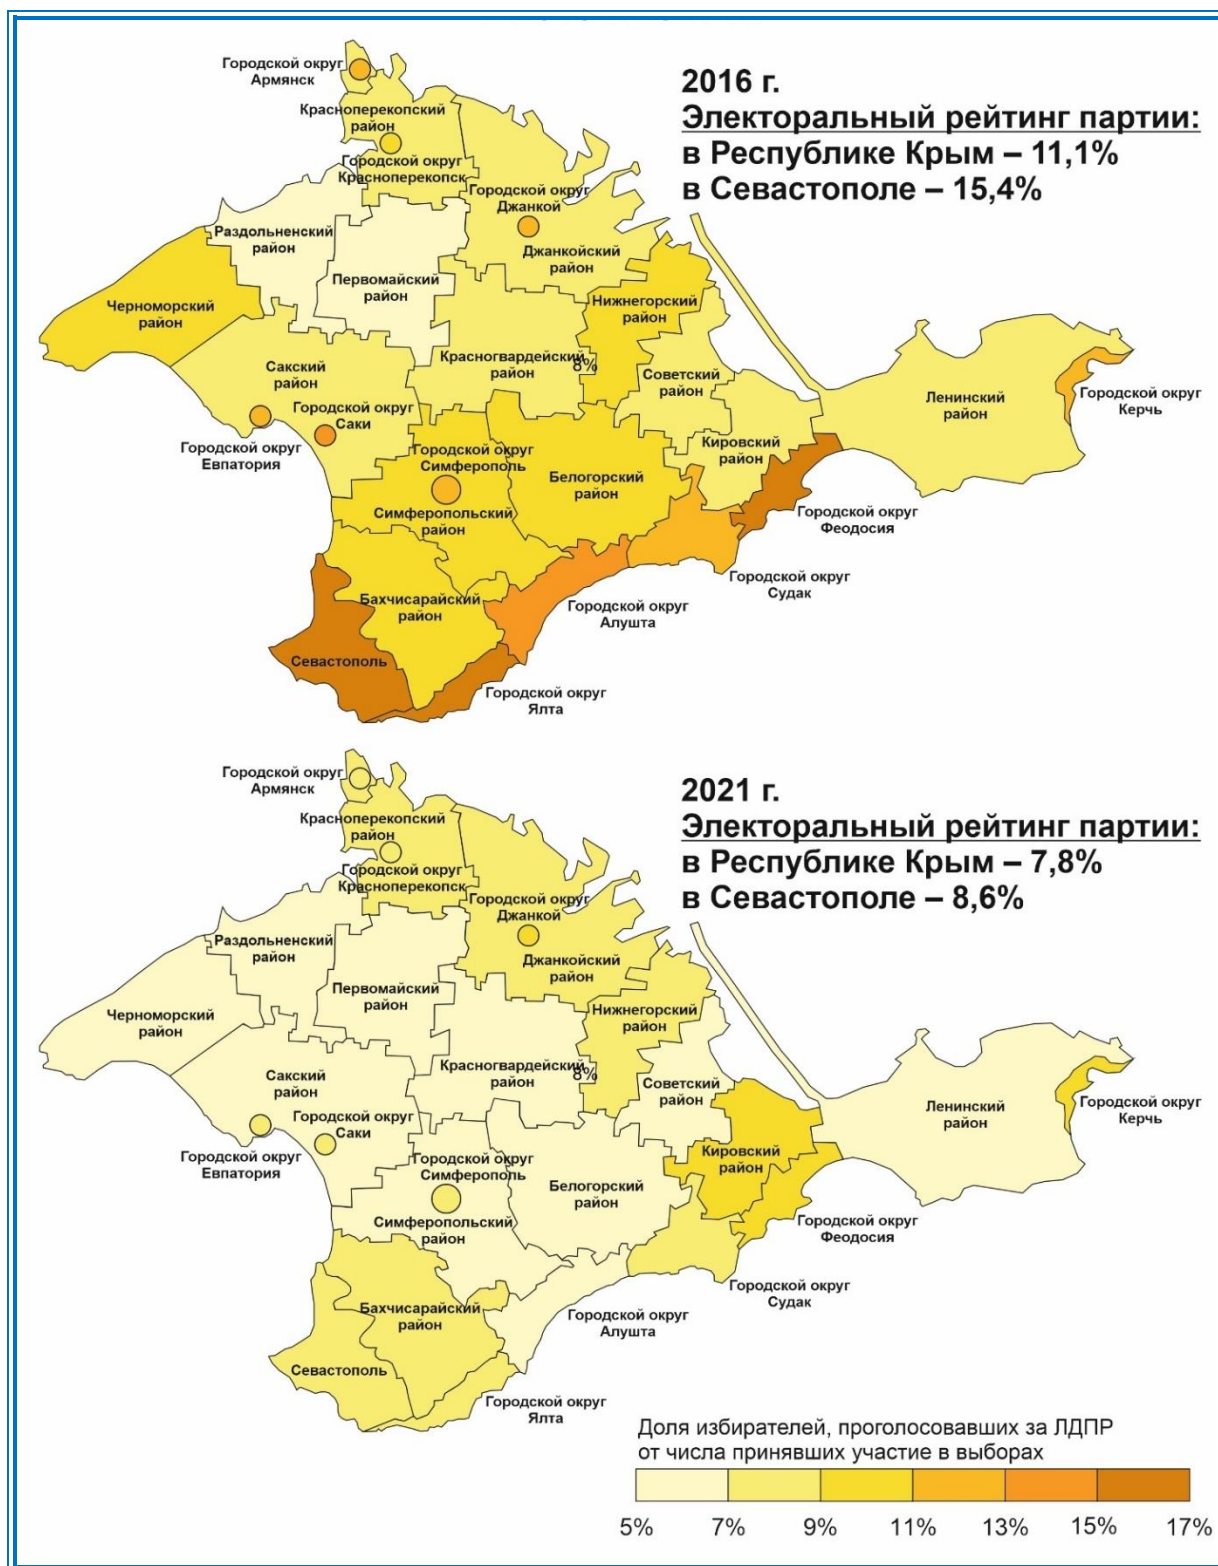 Городской округ
Армянск
2016 г.
Электоральный рейтинг партии:
в Республике Крым – 11,1%
в Севастополе – 15,4%
Красноперекопский
район
Городской округ
Красноперекопск
Городской округ
Джанкой
Раздольненский
район
Джанкойский
район
Первомайский
район
Черноморский
район
Нижнегорский
район
Красногвардейский
район
8%
Сакский
район
Советский
район
Ленинский
район
Городской округ
Керчь
Городской округ
Саки
Городской округ
Евпатория
Городской округ
Симферополь
Кировский
район
Белогорский
район
Симферопольский
район
Городской округ
Феодосия
Городской округ
Судак
Бахчисарайский
район
Городской округ
Алушта
Севастополь
Городской округ
Ялта
Городской округ
Армянск
2021 г.
Электоральный рейтинг партии:
в Республике Крым – 7,8%
в Севастополе – 8,6%
Красноперекопский
район
Городской округ
Красноперекопск
Городской округ
Джанкой
Раздольненский
район
Джанкойский
район
Первомайский
район
Черноморский
район
Нижнегорский
район
Красногвардейский
район
8%
Сакский
район
Советский
район
Ленинский
район
Городской округ
Керчь
Городской округ
Саки
Городской округ
Евпатория
Городской округ
Симферополь
Кировский
район
Белогорский
район
Симферопольский
район
Городской округ
Феодосия
Городской округ
Судак
Бахчисарайский
район
Городской округ
Алушта
Севастополь
Городской округ
Ялта
Доля избирателей, проголосовавших за ЛДПР
от числа принявших участие в выборах
5% 7% 9% 11% 13% 15% 17%